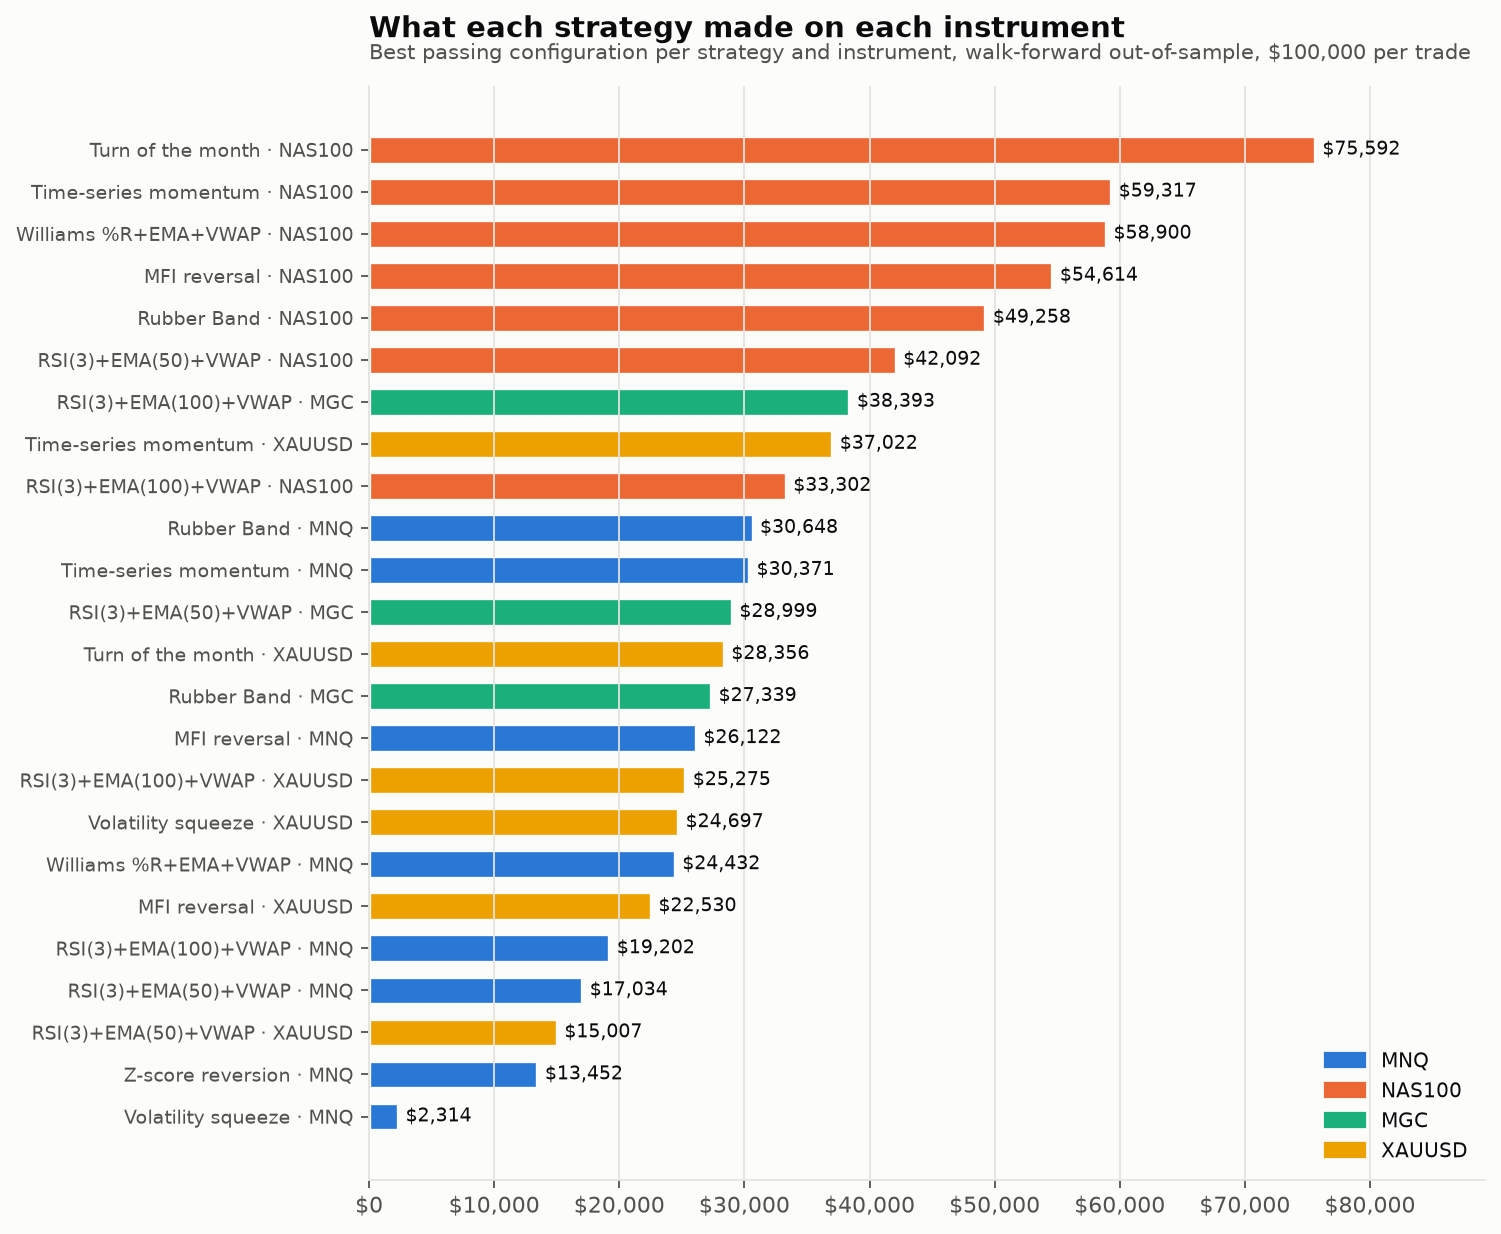 What each strategy made on each instrument
Best passing configuration per strategy and instrument, walk-forward out-of-sample, $100,000 per trade
Turn of the month · NAS100 $75,592
Time-series momentum · NAS100 $59,317
Williams %R+EMA+VWAP · NAS100 $58,900
MFI reversal · NAS100 $54,614
Rubber Band · NAS100 $49,258
RSI(3)+EMA(50)+VWAP · NAS100 $42,092
RSI(3)+EMA(100)+VWAP · MGC $38,393
Time-series momentum · XAUUSD $37,022
RSI(3)+EMA(100)+VWAP · NAS100 $33,302
Rubber Band · MNQ $30,648
Time-series momentum · MNQ $30,371
RSI(3)+EMA(50)+VWAP · MGC $28,999
Turn of the month · XAUUSD $28,356
Rubber Band · MGC $27,339
MFI reversal · MNQ $26,122
RSI(3)+EMA(100)+VWAP · XAUUSD $25,275
Volatility squeeze · XAUUSD $24,697
Williams %R+EMA+VWAP · MNQ $24,432
MFI reversal · XAUUSD $22,530
RSI(3)+EMA(100)+VWAP · MNQ $19,202
RSI(3)+EMA(50)+VWAP · MNQ $17,034
RSI(3)+EMA(50)+VWAP · XAUUSD $15,007
Z-score reversion · MNQ $13,452
Volatility squeeze · MNQ $2,314
MNQ
NAS100
MGC
XAUUSD
$0 $10,000 $20,000 $30,000 $40,000 $50,000 $60,000 $70,000 $80,000